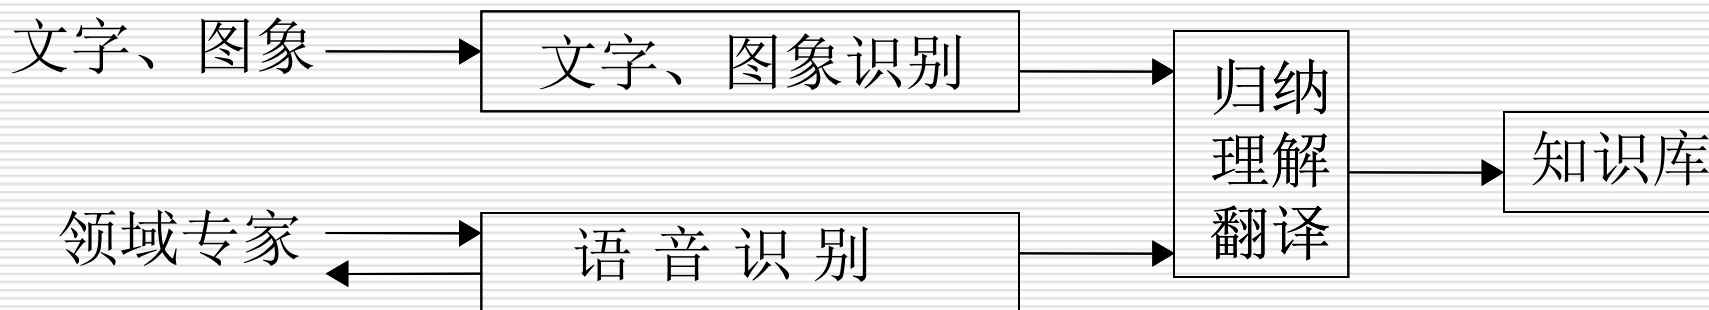 文字、图象
文字、图象识别
归纳
理解
翻译
知识库
领域专家
语音识别